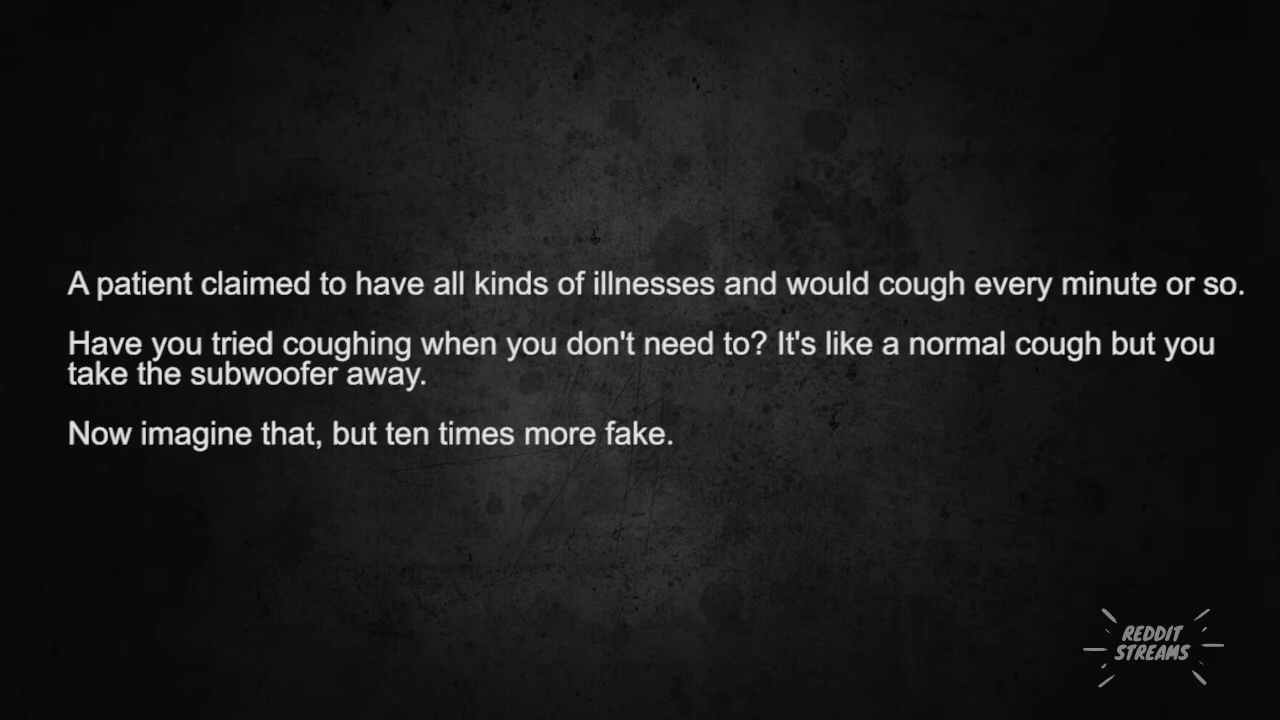 A patient claimed to have all kinds of illnesses and would cough every minute or so.
Have you tried coughing when you don't need to? It's like a normal cough but you
take the subwoofer away.
Now imagine that, but ten times more fake.
REDDIT
STREAMS